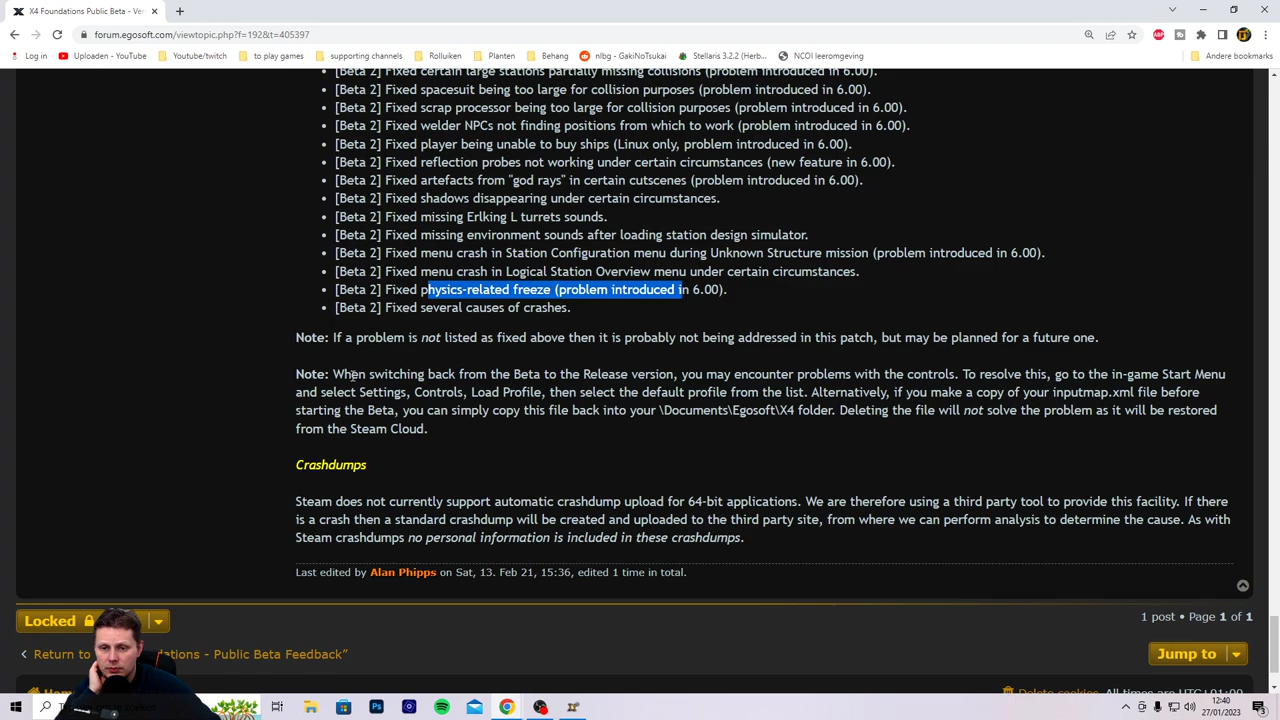 X4 Foundations Public Beta - Ve
forum.egosoft.com/viewtopic.php?f=192&t=405397
Log in
Uploaden - YouTube
Youtube/twitch
to play games
supporting channels
Rolluiken
Planten
Behang
nlbg - GakiNoTsukai
Stellaris 3.2.2 (Herb...
NCOI leeromgeving
Andere bookmarks
[Beta 2] Fixed certain large stations partially missing collisions (problem introduced in 6.00).
[Beta 2] Fixed spacesuit being too large for collision purposes (problem introduced in 6.00).
[Beta 2] Fixed scrap processor being too large for collision purposes (problem introduced in 6.00).
[Beta 2] Fixed welder NPCs not finding positions from which to work (problem introduced in 6.00).
[Beta 2] Fixed player being unable to buy ships (Linux only, problem introduced in 6.00).
[Beta 2] Fixed reflection probes not working under certain circumstances (new feature in 6.00).
[Beta 2] Fixed artefacts from "god rays" in certain cutscenes (problem introduced in 6.00).
[Beta 2] Fixed shadows disappearing under certain circumstances.
[Beta 2] Fixed missing Erlking L turrets sounds.
[Beta 2] Fixed missing environment sounds after loading station design simulator.
[Beta 2] Fixed menu crash in Station Configuration menu during Unknown Structure mission (problem introduced in 6.00).
[Beta 2] Fixed menu crash in Logical Station Overview menu under certain circumstances.
[Beta 2] Fixed physics-related freeze (problem introduced in 6.00).
[Beta 2] Fixed several causes of crashes.
Note: If a problem is not listed as fixed above then it is probably not being addressed in this patch, but may be planned for a future one.
Note: When switching back from the Beta to the Release version, you may encounter problems with the controls. To resolve this, go to the in-game Start Menu
and select Settings, Controls, Load Profile, then select the default profile from the list. Alternatively, if you make a copy of your inputmap.xml file before
starting the Beta, you can simply copy this file back into your \Documents\Egosoft\X4 folder. Deleting the file will not solve the problem as it will be restored
from the Steam Cloud.
Crashdumps
Steam does not currently support automatic crashdump upload for 64-bit applications. We are therefore using a third party tool to provide this facility. If there
is a crash then a standard crashdump will be created and uploaded to the third party site, from where we can perform analysis to determine the cause. As with
Steam crashdumps no personal information is included in these crashdumps.
Last edited by Alan Phipps on Sat, 13. Feb 21, 15:36, edited 1 time in total.
Locked
1 post • Page 1 of 1
Return to ndations - Public Beta Feedback”
Jump to
Delete cookies
All times are UTC+01:00
12:40
27/01/2023